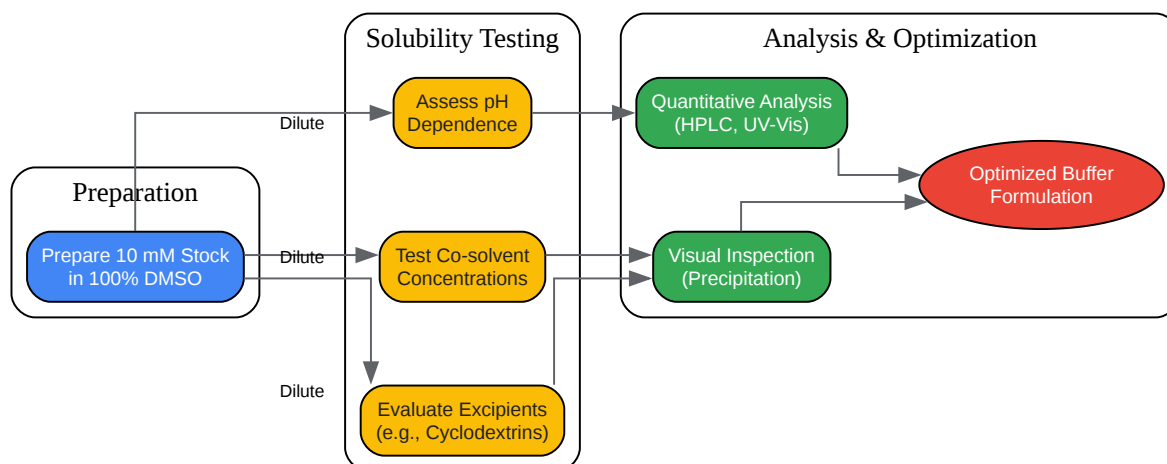 Preparation
Prepare 10 mM Stock
in 100% DMSO
Dilute
Dilute
Dilute
Solubility Testing
Assess pH
Dependence
Test Co-solvent
Concentrations
Evaluate Excipients
(e.g., Cyclodextrins)
Analysis & Optimization
Quantitative Analysis
(HPLC, UV-Vis)
Visual Inspection
(Precipitation)
Optimized Buffer
Formulation